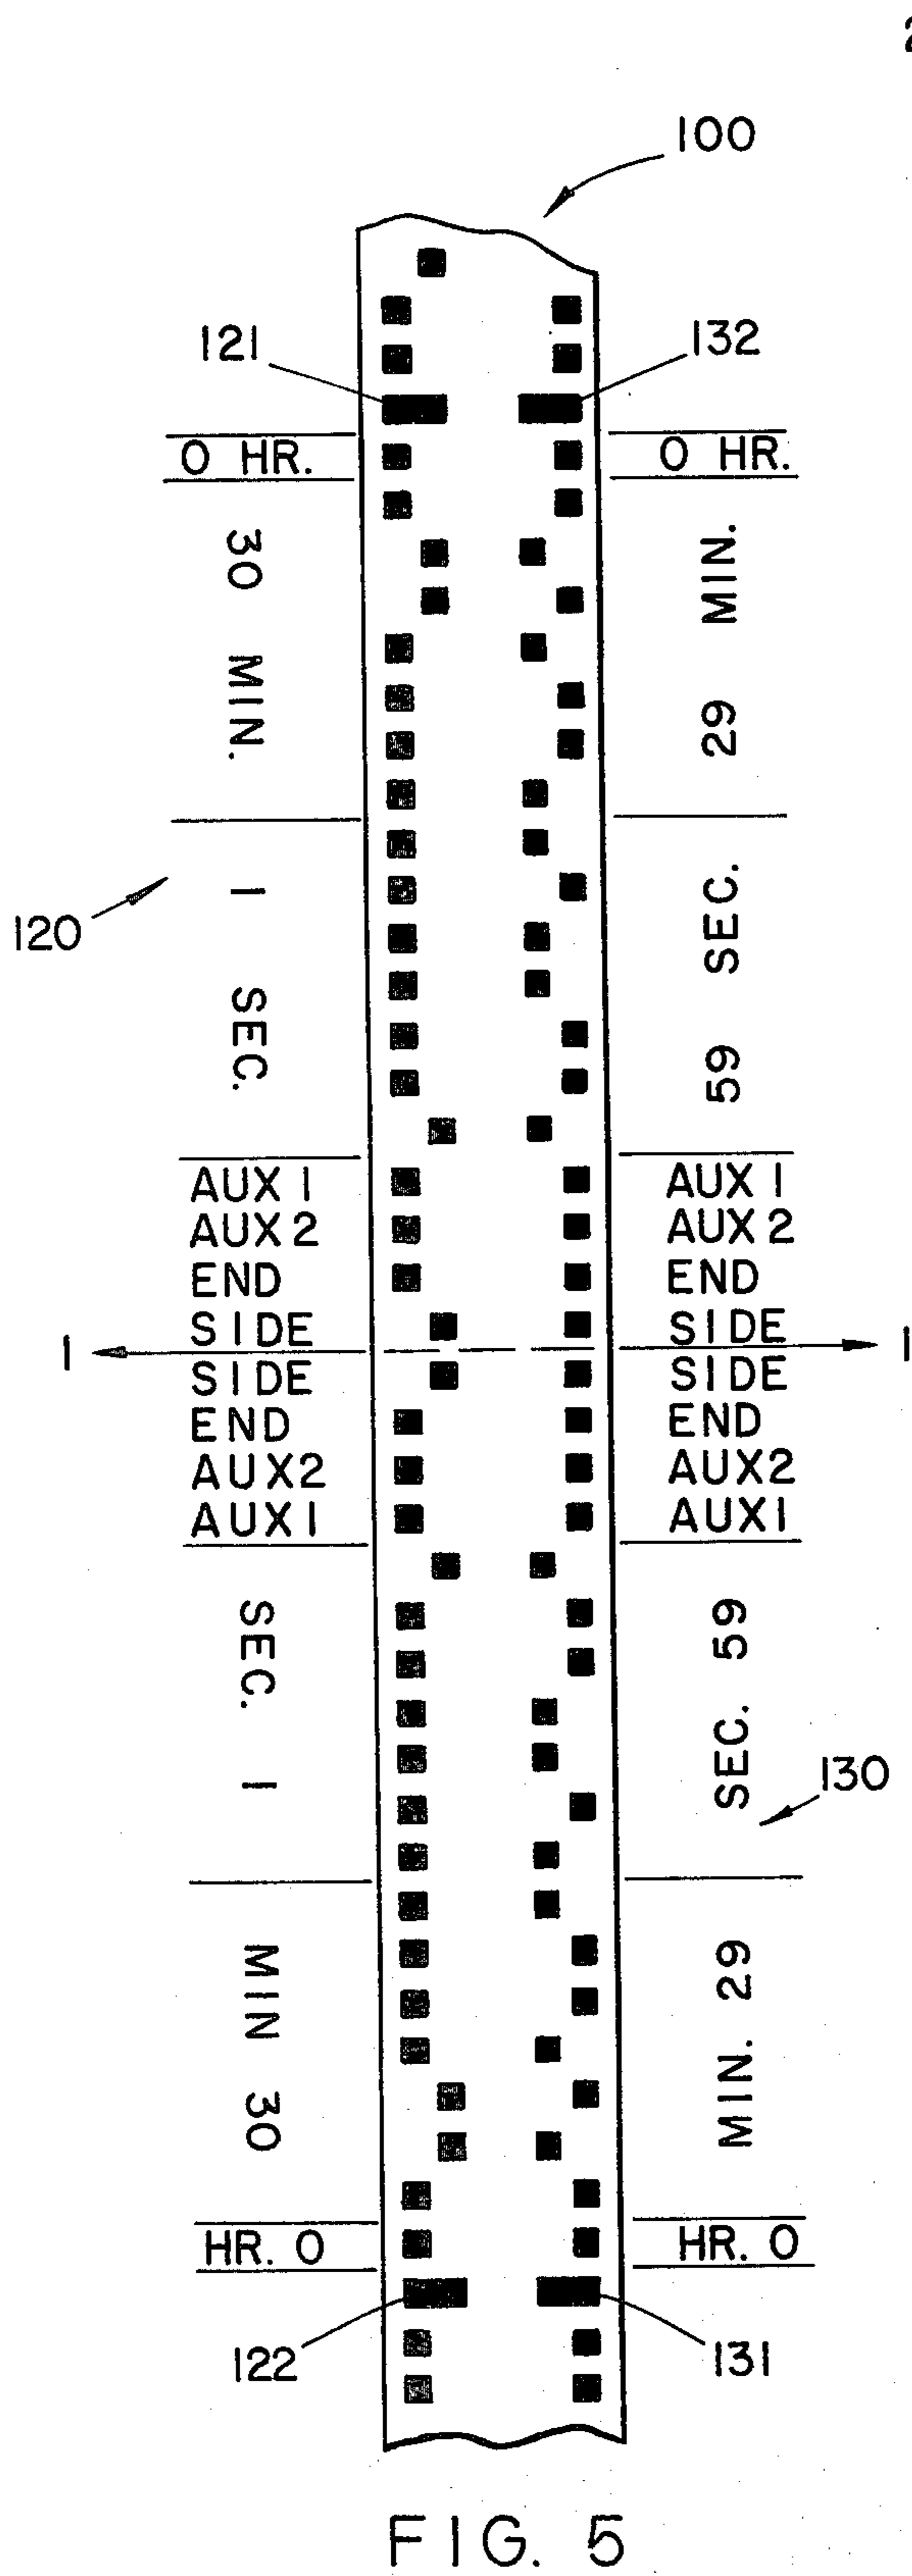 100
121
132
0 HR.
0 HR.
30 MIN.
29 MIN.
120
1 SEC.
59 SEC.
AUX 1
AUX 1
AUX 2
AUX 2
END
END
SIDE
SIDE
1
1
SIDE
SIDE
END
END
AUX2
AUX2
AUX1
AUX1
SEC. 1
SEC. 59
130
MIN 30
MIN. 29
HR. 0
HR. 0
122
131
FIG. 5